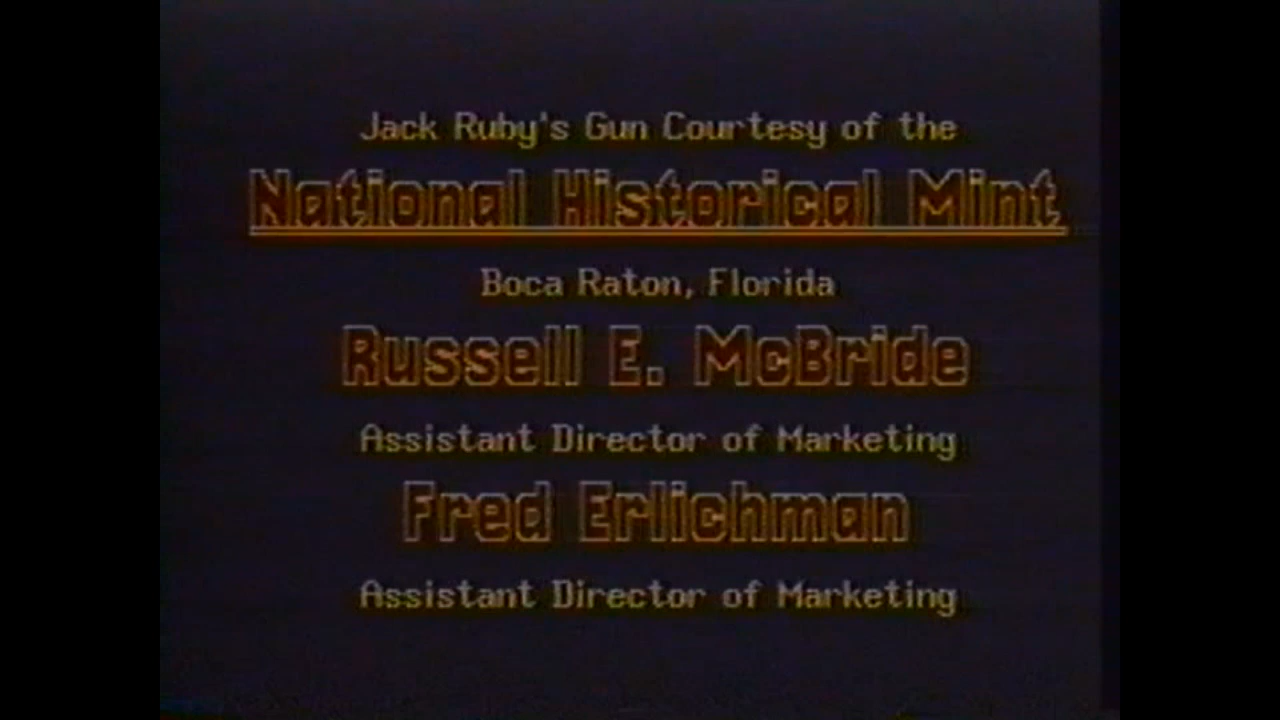 Jack Ruby's Gun Courtesy of the
National Historical Mint
Boca Raton, Florida
Russell E. McBride
Assistant Director of Marketing
Fred Erlichman
Assistant Director of Marketing